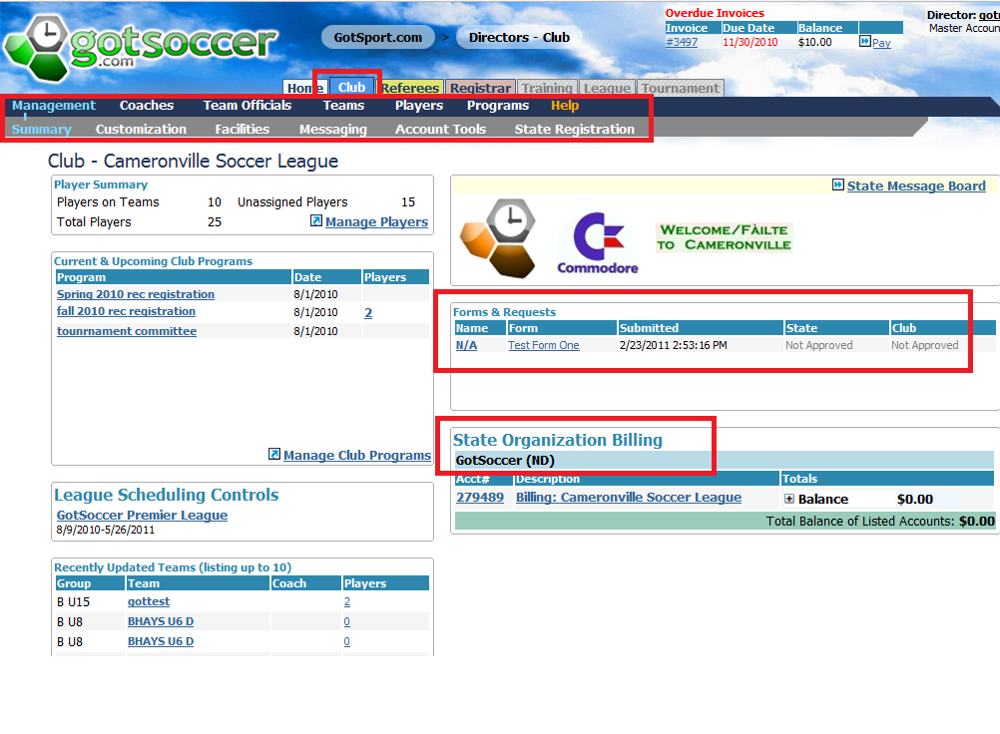 Overdue Invoices
Invoice Due Date Balance
#3497 11/30/2010 $10.00 Pay
Director: got
Master Accoun
gotsoccer
.com
GotSport.com > Directors - Club
Home Club Referees Registrar Training League Tournament
Management Coaches Team Officials Teams Players Programs Help
Summary Customization Facilities Messaging Account Tools State Registration
Club - Cameronville Soccer League
Player Summary
Players on Teams 10 Unassigned Players 15
Total Players 25 Manage Players
Current & Upcoming Club Programs
Program Date Players
Spring 2010 rec registration 8/1/2010
fall 2010 rec registration 8/1/2010 2
tounrnament committee 8/1/2010
Manage Club Programs
League Scheduling Controls
GotSoccer Premier League
8/9/2010-5/26/2011
Recently Updated Teams (listing up to 10)
Group Team Coach Players
B U15 gottest 2
B U8 BHAYS U6 D 0
B U8 BHAYS U6 D 0
State Message Board
Commodore
Welcome/Fàilte
to Cameronville
Forms & Requests
Name Form Submitted State Club
N/A Test Form One 2/23/2011 2:53:16 PM Not Approved Not Approved
State Organization Billing
GotSoccer (ND)
Acct# Description Totals
279489 Billing: Cameronville Soccer League Balance $0.00
Total Balance of Listed Accounts: $0.00